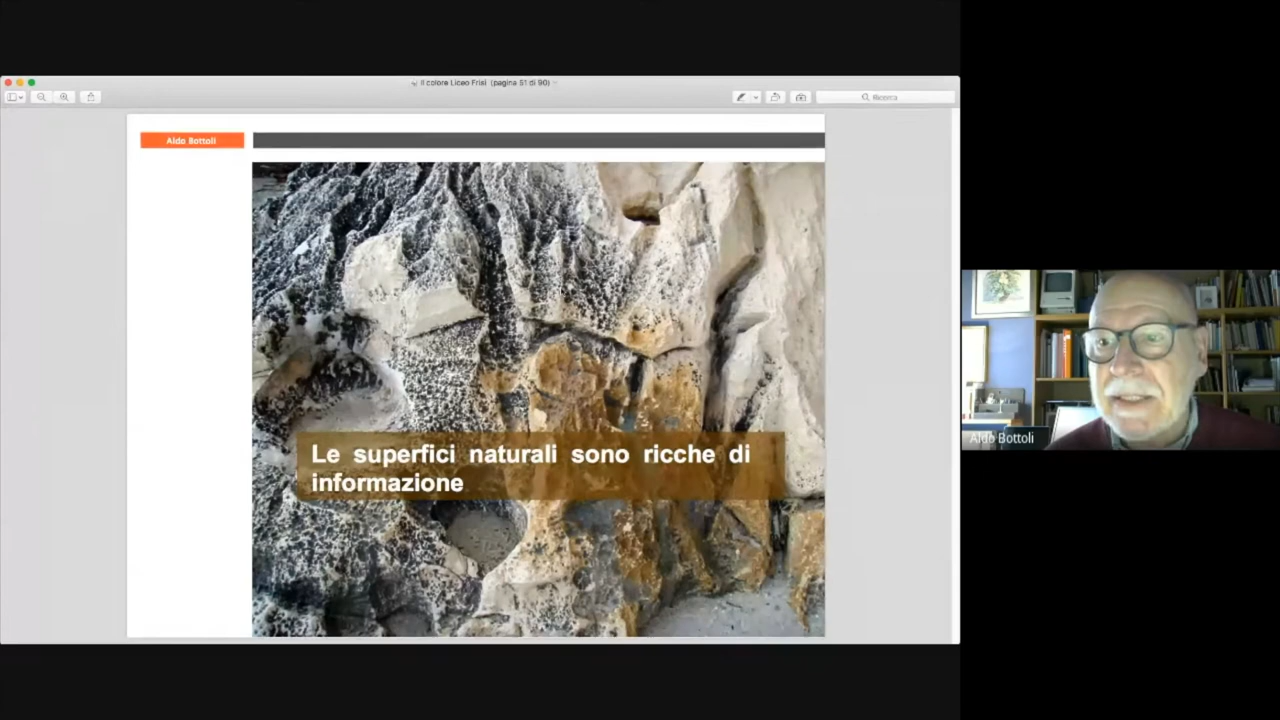 Il colore Liceo Frisi (pagina 51 di 90)
Ricerca
Aldo Bottoli
Le superfici naturali sono ricche di
informazione
Aldo Bottoli